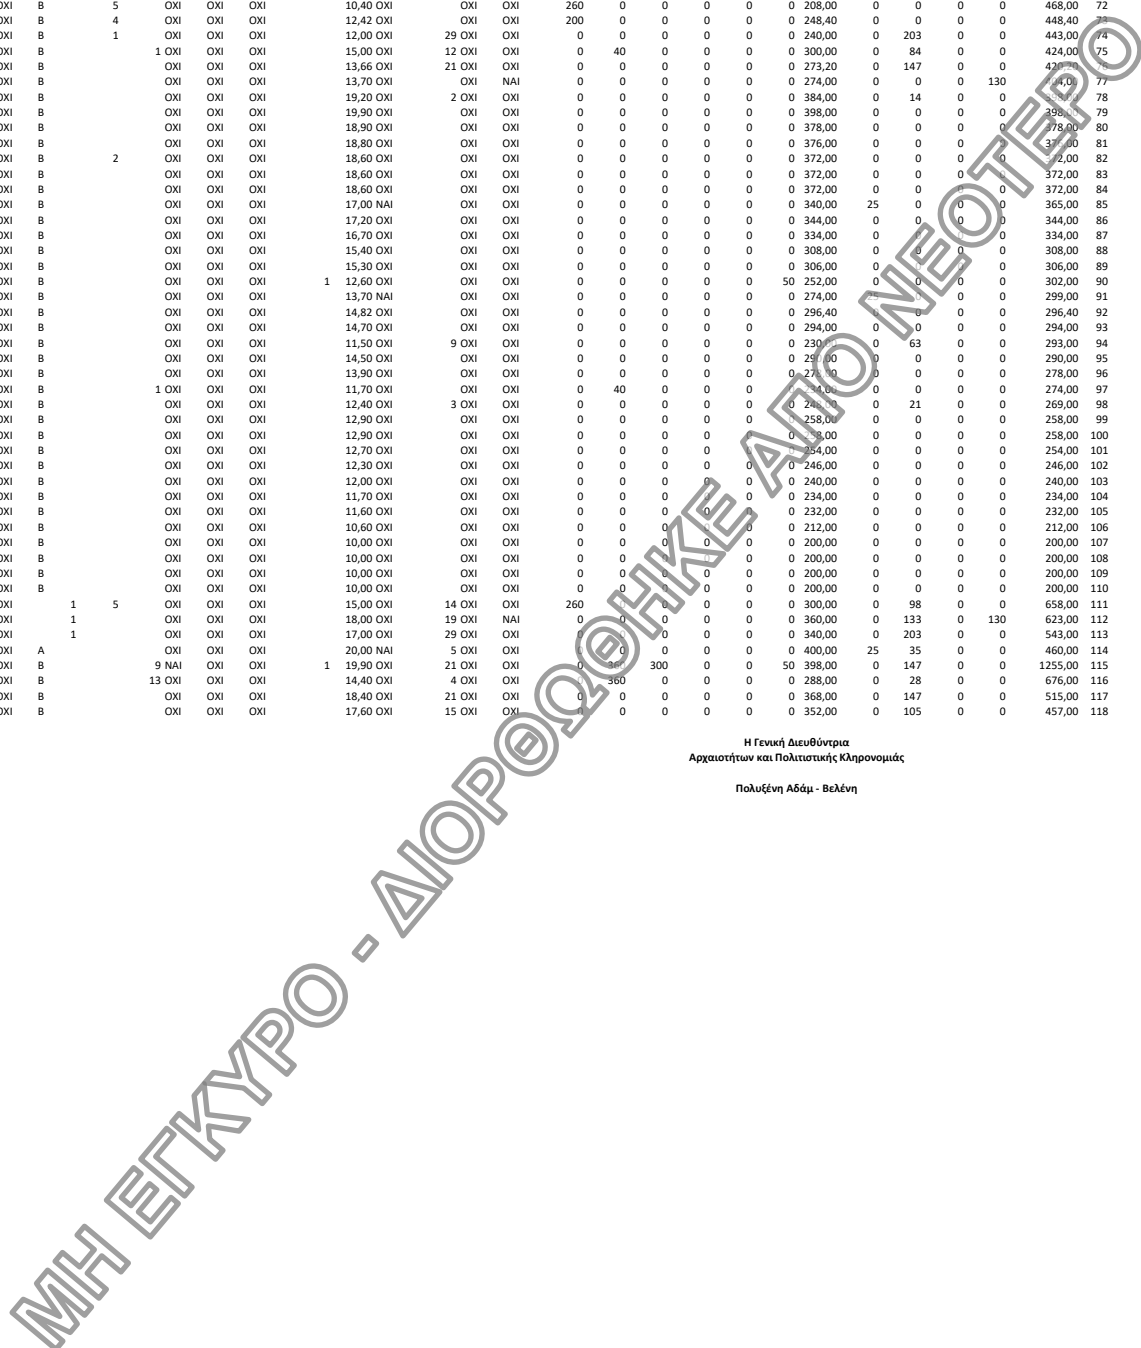 ΟΧΙ Β 5 ΟΧΙ ΟΧΙ ΟΧΙ 10,40 ΟΧΙ ΟΧΙ ΟΧΙ 260 0 0 0 0 0 208,00 0 0 0 0 468,00 72
ΟΧΙ Β 4 ΟΧΙ ΟΧΙ ΟΧΙ 12,42 ΟΧΙ ΟΧΙ ΟΧΙ 200 0 0 0 0 0 248,40 0 0 0 0 448,40 73
ΟΧΙ Β 1 ΟΧΙ ΟΧΙ ΟΧΙ 12,00 ΟΧΙ 29 ΟΧΙ ΟΧΙ 0 0 0 0 0 0 240,00 0 203 0 0 443,00 74
ΟΧΙ Β 1 ΟΧΙ ΟΧΙ ΟΧΙ 15,00 ΟΧΙ 12 ΟΧΙ ΟΧΙ 0 40 0 0 0 0 300,00 0 84 0 0 424,00 75
ΟΧΙ Β ΟΧΙ ΟΧΙ ΟΧΙ 13,66 ΟΧΙ 21 ΟΧΙ ΟΧΙ 0 0 0 0 0 0 273,20 0 147 0 0 420,20 76
ΟΧΙ Β ΟΧΙ ΟΧΙ ΟΧΙ 13,70 ΟΧΙ ΟΧΙ ΝΑΙ 0 0 0 0 0 0 274,00 0 0 0 130 404,00 77
ΟΧΙ Β ΟΧΙ ΟΧΙ ΟΧΙ 19,20 ΟΧΙ 2 ΟΧΙ ΟΧΙ 0 0 0 0 0 0 384,00 0 14 0 0 398,00 78
ΟΧΙ Β ΟΧΙ ΟΧΙ ΟΧΙ 19,90 ΟΧΙ ΟΧΙ ΟΧΙ 0 0 0 0 0 0 398,00 0 0 0 0 398,00 79
ΟΧΙ Β ΟΧΙ ΟΧΙ ΟΧΙ 18,90 ΟΧΙ ΟΧΙ ΟΧΙ 0 0 0 0 0 0 378,00 0 0 0 0 378,00 80
ΟΧΙ Β ΟΧΙ ΟΧΙ ΟΧΙ 18,80 ΟΧΙ ΟΧΙ ΟΧΙ 0 0 0 0 0 0 376,00 0 0 0 0 376,00 81
ΟΧΙ Β 2 ΟΧΙ ΟΧΙ ΟΧΙ 18,60 ΟΧΙ ΟΧΙ ΟΧΙ 0 0 0 0 0 0 372,00 0 0 0 0 372,00 82
ΟΧΙ Β ΟΧΙ ΟΧΙ ΟΧΙ 18,60 ΟΧΙ ΟΧΙ ΟΧΙ 0 0 0 0 0 0 372,00 0 0 0 0 372,00 83
ΟΧΙ Β ΟΧΙ ΟΧΙ ΟΧΙ 18,60 ΟΧΙ ΟΧΙ ΟΧΙ 0 0 0 0 0 0 372,00 0 0 0 0 372,00 84
ΟΧΙ Β ΟΧΙ ΟΧΙ ΟΧΙ 17,00 ΝΑΙ ΟΧΙ ΟΧΙ 0 0 0 0 0 0 340,00 25 0 0 0 365,00 85
ΟΧΙ Β ΟΧΙ ΟΧΙ ΟΧΙ 17,20 ΟΧΙ ΟΧΙ ΟΧΙ 0 0 0 0 0 0 344,00 0 0 0 0 344,00 86
ΟΧΙ Β ΟΧΙ ΟΧΙ ΟΧΙ 16,70 ΟΧΙ ΟΧΙ ΟΧΙ 0 0 0 0 0 0 334,00 0 0 0 0 334,00 87
ΟΧΙ Β ΟΧΙ ΟΧΙ ΟΧΙ 15,40 ΟΧΙ ΟΧΙ ΟΧΙ 0 0 0 0 0 0 308,00 0 0 0 0 308,00 88
ΟΧΙ Β ΟΧΙ ΟΧΙ ΟΧΙ 15,30 ΟΧΙ ΟΧΙ ΟΧΙ 0 0 0 0 0 0 306,00 0 0 0 0 306,00 89
ΟΧΙ Β ΟΧΙ ΟΧΙ ΟΧΙ 1 12,60 ΟΧΙ ΟΧΙ ΟΧΙ 0 0 0 0 0 50 252,00 0 0 0 0 302,00 90
ΟΧΙ Β ΟΧΙ ΟΧΙ ΟΧΙ 13,70 ΝΑΙ ΟΧΙ ΟΧΙ 0 0 0 0 0 0 274,00 25 0 0 0 299,00 91
ΟΧΙ Β ΟΧΙ ΟΧΙ ΟΧΙ 14,82 ΟΧΙ ΟΧΙ ΟΧΙ 0 0 0 0 0 0 296,40 0 0 0 0 296,40 92
ΟΧΙ Β ΟΧΙ ΟΧΙ ΟΧΙ 14,70 ΟΧΙ ΟΧΙ ΟΧΙ 0 0 0 0 0 0 294,00 0 0 0 0 294,00 93
ΟΧΙ Β ΟΧΙ ΟΧΙ ΟΧΙ 11,50 ΟΧΙ 9 ΟΧΙ ΟΧΙ 0 0 0 0 0 0 230,00 0 63 0 0 293,00 94
ΟΧΙ Β ΟΧΙ ΟΧΙ ΟΧΙ 14,50 ΟΧΙ ΟΧΙ ΟΧΙ 0 0 0 0 0 0 290,00 0 0 0 0 290,00 95
ΟΧΙ Β ΟΧΙ ΟΧΙ ΟΧΙ 13,90 ΟΧΙ ΟΧΙ ΟΧΙ 0 0 0 0 0 0 278,00 0 0 0 0 278,00 96
ΟΧΙ Β 1 ΟΧΙ ΟΧΙ ΟΧΙ 11,70 ΟΧΙ ΟΧΙ ΟΧΙ 0 40 0 0 0 0 234,00 0 0 0 0 274,00 97
ΟΧΙ Β ΟΧΙ ΟΧΙ ΟΧΙ 12,40 ΟΧΙ 3 ΟΧΙ ΟΧΙ 0 0 0 0 0 0 248,00 0 21 0 0 269,00 98
ΟΧΙ Β ΟΧΙ ΟΧΙ ΟΧΙ 12,90 ΟΧΙ ΟΧΙ ΟΧΙ 0 0 0 0 0 0 258,00 0 0 0 0 258,00 99
ΟΧΙ Β ΟΧΙ ΟΧΙ ΟΧΙ 12,90 ΟΧΙ ΟΧΙ ΟΧΙ 0 0 0 0 0 0 258,00 0 0 0 0 258,00 100
ΟΧΙ Β ΟΧΙ ΟΧΙ ΟΧΙ 12,70 ΟΧΙ ΟΧΙ ΟΧΙ 0 0 0 0 0 0 254,00 0 0 0 0 254,00 101
ΟΧΙ Β ΟΧΙ ΟΧΙ ΟΧΙ 12,30 ΟΧΙ ΟΧΙ ΟΧΙ 0 0 0 0 0 0 246,00 0 0 0 0 246,00 102
ΟΧΙ Β ΟΧΙ ΟΧΙ ΟΧΙ 12,00 ΟΧΙ ΟΧΙ ΟΧΙ 0 0 0 0 0 0 240,00 0 0 0 0 240,00 103
ΟΧΙ Β ΟΧΙ ΟΧΙ ΟΧΙ 11,70 ΟΧΙ ΟΧΙ ΟΧΙ 0 0 0 0 0 0 234,00 0 0 0 0 234,00 104
ΟΧΙ Β ΟΧΙ ΟΧΙ ΟΧΙ 11,60 ΟΧΙ ΟΧΙ ΟΧΙ 0 0 0 0 0 0 232,00 0 0 0 0 232,00 105
ΟΧΙ Β ΟΧΙ ΟΧΙ ΟΧΙ 10,60 ΟΧΙ ΟΧΙ ΟΧΙ 0 0 0 0 0 0 212,00 0 0 0 0 212,00 106
ΟΧΙ Β ΟΧΙ ΟΧΙ ΟΧΙ 10,00 ΟΧΙ ΟΧΙ ΟΧΙ 0 0 0 0 0 0 200,00 0 0 0 0 200,00 107
ΟΧΙ Β ΟΧΙ ΟΧΙ ΟΧΙ 10,00 ΟΧΙ ΟΧΙ ΟΧΙ 0 0 0 0 0 0 200,00 0 0 0 0 200,00 108
ΟΧΙ Β ΟΧΙ ΟΧΙ ΟΧΙ 10,00 ΟΧΙ ΟΧΙ ΟΧΙ 0 0 0 0 0 0 200,00 0 0 0 0 200,00 109
ΟΧΙ Β ΟΧΙ ΟΧΙ ΟΧΙ 10,00 ΟΧΙ ΟΧΙ ΟΧΙ 0 0 0 0 0 0 200,00 0 0 0 0 200,00 110
ΟΧΙ 1 5 ΟΧΙ ΟΧΙ ΟΧΙ 15,00 ΟΧΙ 14 ΟΧΙ ΟΧΙ 260 0 0 0 0 0 300,00 0 98 0 0 658,00 111
ΟΧΙ 1 ΟΧΙ ΟΧΙ ΟΧΙ 18,00 ΟΧΙ 19 ΟΧΙ ΝΑΙ 0 0 0 0 0 0 360,00 0 133 0 130 623,00 112
ΟΧΙ 1 ΟΧΙ ΟΧΙ ΟΧΙ 17,00 ΟΧΙ 29 ΟΧΙ ΟΧΙ 0 0 0 0 0 0 340,00 0 203 0 0 543,00 113
ΟΧΙ Α ΟΧΙ ΟΧΙ ΟΧΙ 20,00 ΝΑΙ 5 ΟΧΙ ΟΧΙ 0 0 0 0 0 0 400,00 25 35 0 0 460,00 114
ΟΧΙ Β 9 ΝΑΙ ΟΧΙ ΟΧΙ 1 19,90 ΟΧΙ 21 ΟΧΙ ΟΧΙ 0 360 300 0 0 50 398,00 0 147 0 0 1255,00 115
ΟΧΙ Β 13 ΟΧΙ ΟΧΙ ΟΧΙ 14,40 ΟΧΙ 4 ΟΧΙ ΟΧΙ 0 360 0 0 0 0 288,00 0 28 0 0 676,00 116
ΟΧΙ Β ΟΧΙ ΟΧΙ ΟΧΙ 18,40 ΟΧΙ 21 ΟΧΙ ΟΧΙ 0 0 0 0 0 0 368,00 0 147 0 0 515,00 117
ΟΧΙ Β ΟΧΙ ΟΧΙ ΟΧΙ 17,60 ΟΧΙ 15 ΟΧΙ ΟΧΙ 0 0 0 0 0 0 352,00 0 105 0 0 457,00 118
Η Γενική Διευθύντρια
Αρχαιοτήτων και Πολιτιστικής Κληρονομιάς
Πολυξένη Αδάμ - Βελένη
ΜΗ ΕΓΚΥΡΟ - ΔΙΟΡΘΩΘΗΚΕ ΑΠΟ ΝΕΟΤΕΡΟ